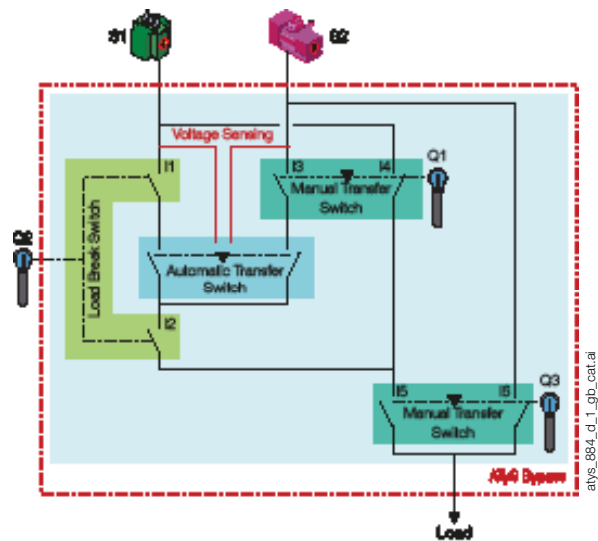 S1
S2
Voltage Sensing
I1
I3
I4
Q1
Manual Transfer
Switch
Load Break Switch
Automatic Transfer
Switch
I2
I5
I6
Q3
Manual Transfer
Switch
AtyS Bypass
Load
atys_884_d_1_gb_cat.ai